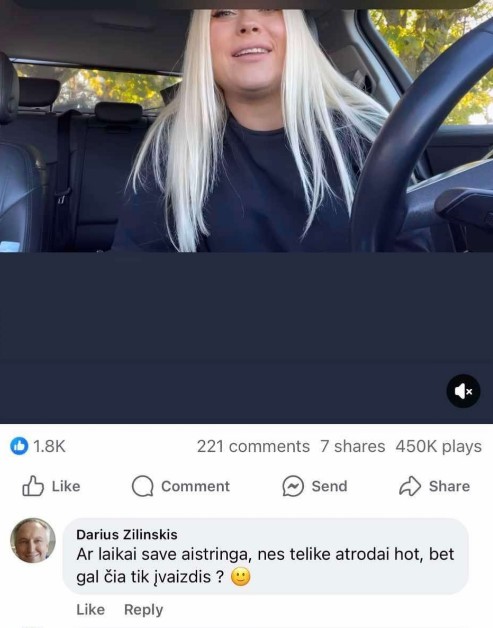 1.8K 221 comments 7 shares 450K plays
Like Comment Send Share
Darius Zilinskis
Ar laikai save aistringa, nes telike atrodai hot, bet
gal čia tik įvaizdis ? 🙂
Like Reply